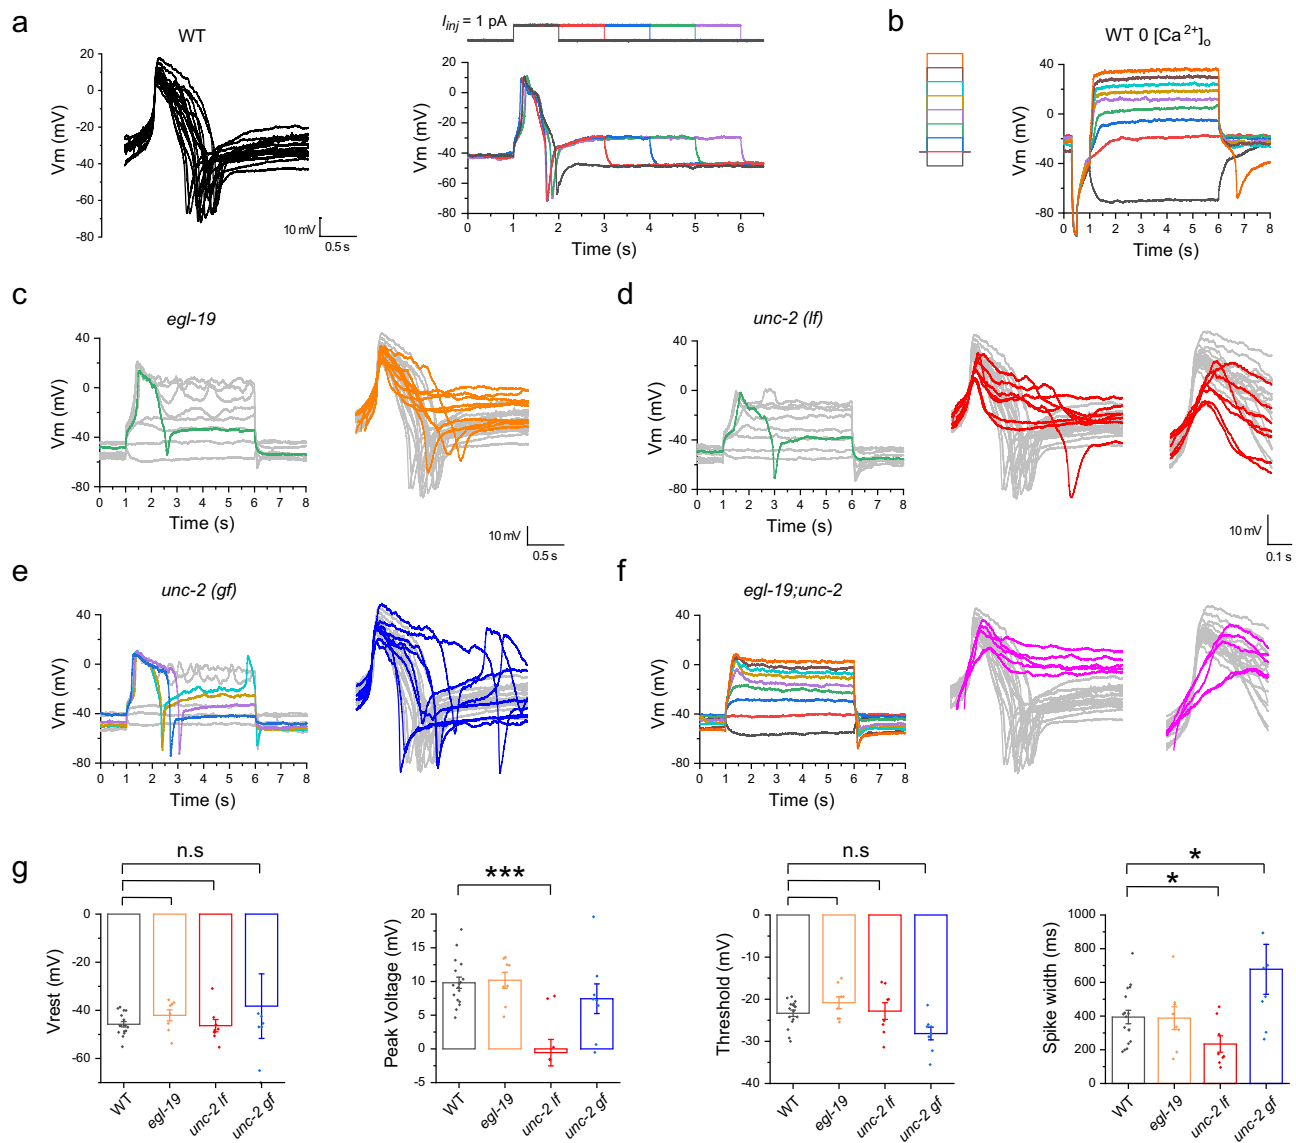 a
WT
20
0
-20
-40
-60
-80
Vm (mV)
10 mV
0.5 s
I_inj = 1 pA
40
0
-40
-80
Vm (mV)
0 1 2 3 4 5 6
Time (s)
b
WT 0 [Ca²⁺]ₒ
40
0
-40
-80
Vm (mV)
0 1 2 3 4 5 6 7 8
Time (s)
c
egl-19
40
0
-40
-80
Vm (mV)
0 1 2 3 4 5 6 7 8
Time (s)
10 mV
0.5 s
d
unc-2 (lf)
40
0
-40
-80
Vm (mV)
0 1 2 3 4 5 6 7 8
Time (s)
10 mV
0.1 s
e
unc-2 (gf)
40
0
-40
-80
Vm (mV)
0 1 2 3 4 5 6 7 8
Time (s)
f
egl-19;unc-2
40
0
-40
-80
Vm (mV)
0 1 2 3 4 5 6 7 8
Time (s)
g
n.s
0
-20
-40
-60
Vrest (mV)
WT egl-19 unc-2 lf unc-2 gf
***
20
15
10
5
0
-5
Peak Voltage (mV)
WT egl-19 unc-2 lf unc-2 gf
n.s
0
-10
-20
-30
-40
Threshold (mV)
WT egl-19 unc-2 lf unc-2 gf
*
*
1000
800
600
400
200
0
Spike width (ms)
WT egl-19 unc-2 lf unc-2 gf